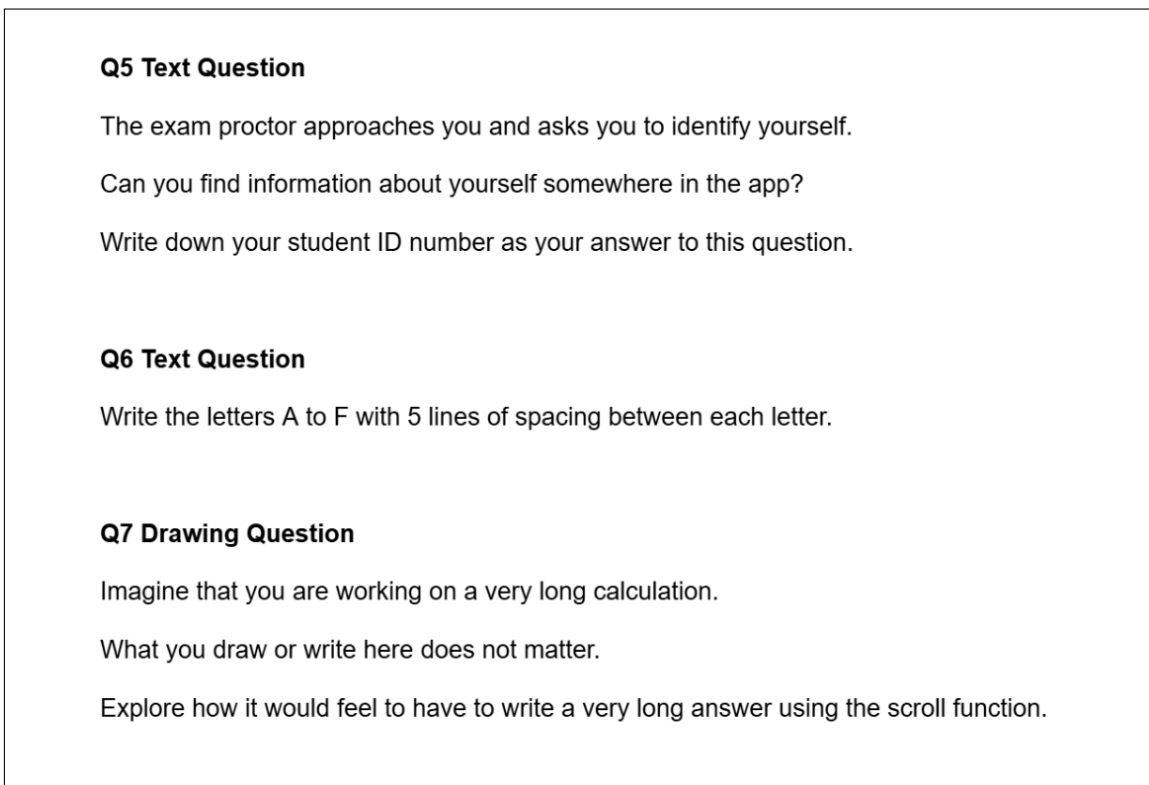 Q5 Text Question
The exam proctor approaches you and asks you to identify yourself.
Can you find information about yourself somewhere in the app?
Write down your student ID number as your answer to this question.
Q6 Text Question
Write the letters A to F with 5 lines of spacing between each letter.
Q7 Drawing Question
Imagine that you are working on a very long calculation.
What you draw or write here does not matter.
Explore how it would feel to have to write a very long answer using the scroll function.